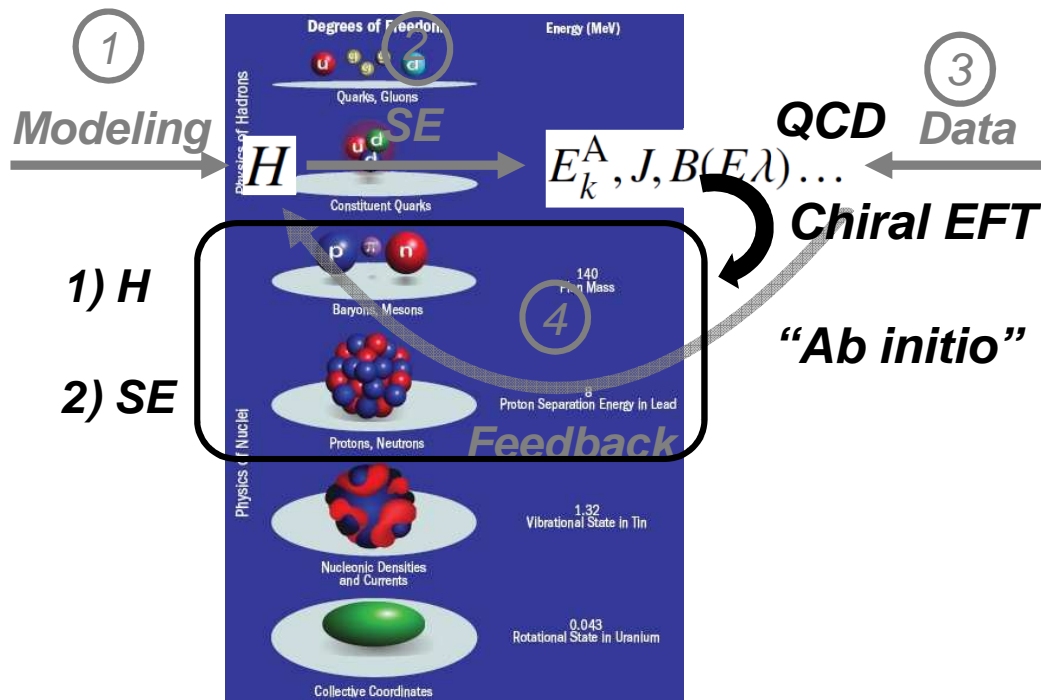 Degrees of Freedom
Energy (MeV)
1
2
3
u g g g d
Quarks, Gluons
Modeling
SE
QCD
Data
Physics of Hadrons
u d d
H
E_k^A, J, B(Eλ) ...
Constituent Quarks
Chiral EFT
p π n
1) H
140
Pion Mass
Baryons, Mesons
4
“Ab initio”
2) SE
8
Proton Separation Energy in Lead
Protons, Neutrons
Feedback
Physics of Nuclei
1.32
Vibrational State in Tin
Nucleonic Densities
and Currents
0.043
Rotational State in Uranium
Collective Coordinates